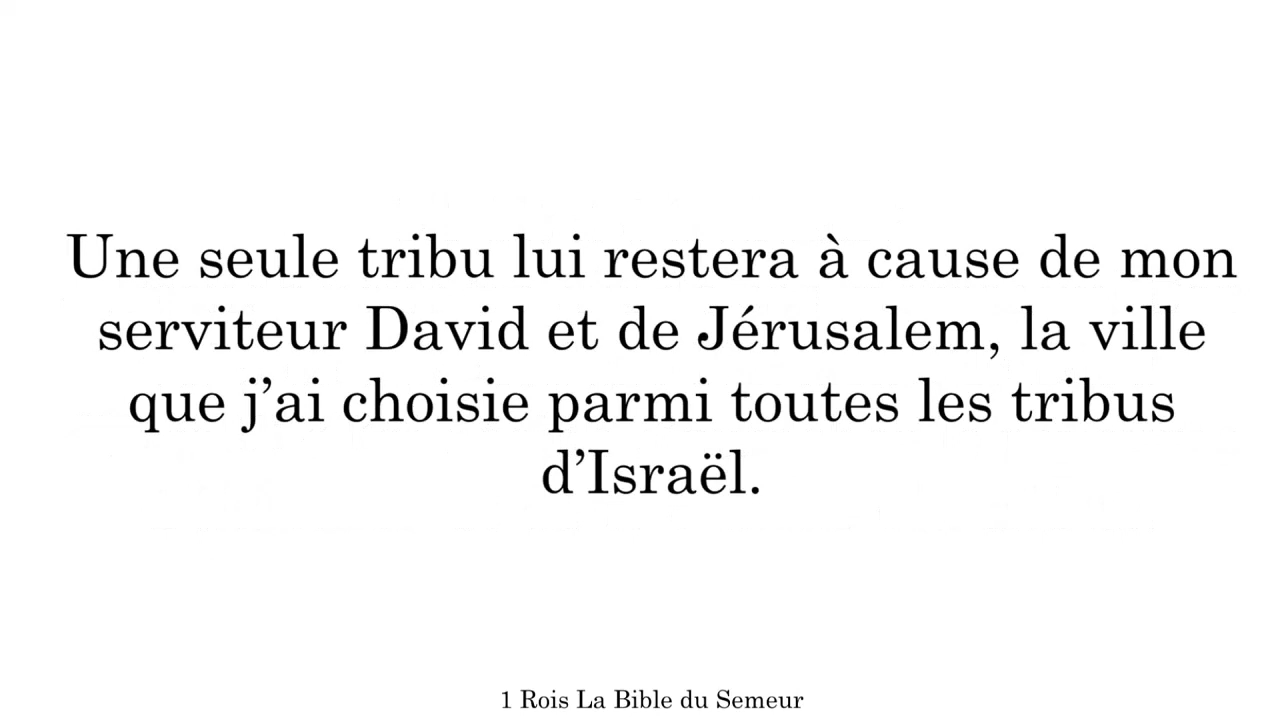 Une seule tribu lui restera à cause de mon
serviteur David et de Jérusalem, la ville
que j’ai choisie parmi toutes les tribus
d’Israël.
1 Rois La Bible du Semeur